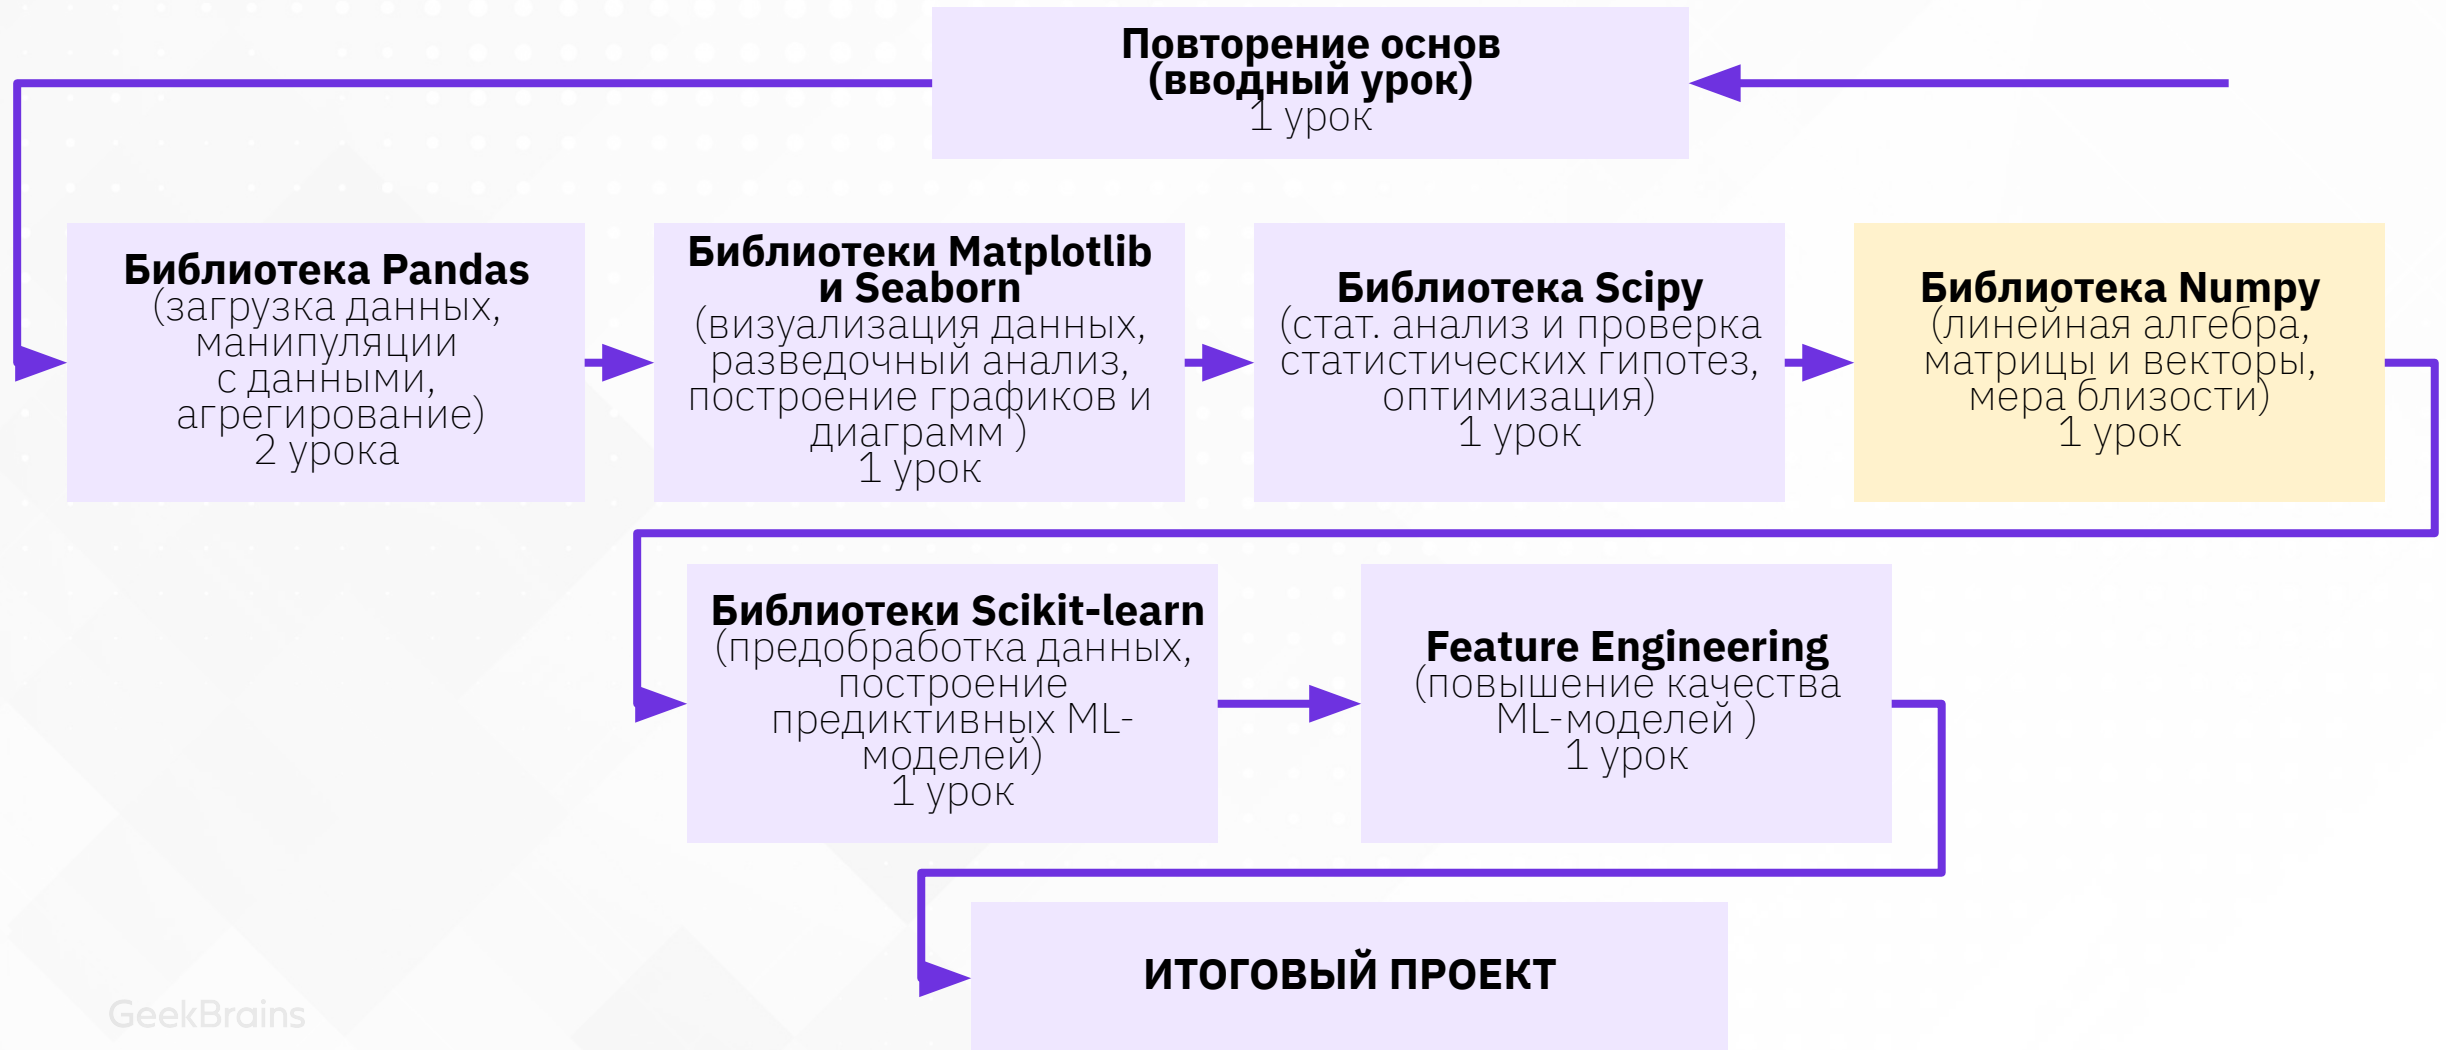 Повторение основ
(вводный урок)
1 урок
Библиотека Pandas
(загрузка данных,
манипуляции
с данными,
агрегирование)
2 урока
Библиотеки Matplotlib
и Seaborn
(визуализация данных,
разведочный анализ,
построение графиков и
диаграмм )
1 урок
Библиотека Scipy
(стат. анализ и проверка
статистических гипотез,
оптимизация)
1 урок
Библиотека Numpy
(линейная алгебра,
матрицы и векторы,
мера близости)
1 урок
Библиотеки Scikit-learn
(предобработка данных,
построение
предиктивных ML-
моделей)
1 урок
Feature Engineering
(повышение качества
ML-моделей )
1 урок
ИТОГОВЫЙ ПРОЕКТ
GeekBrains